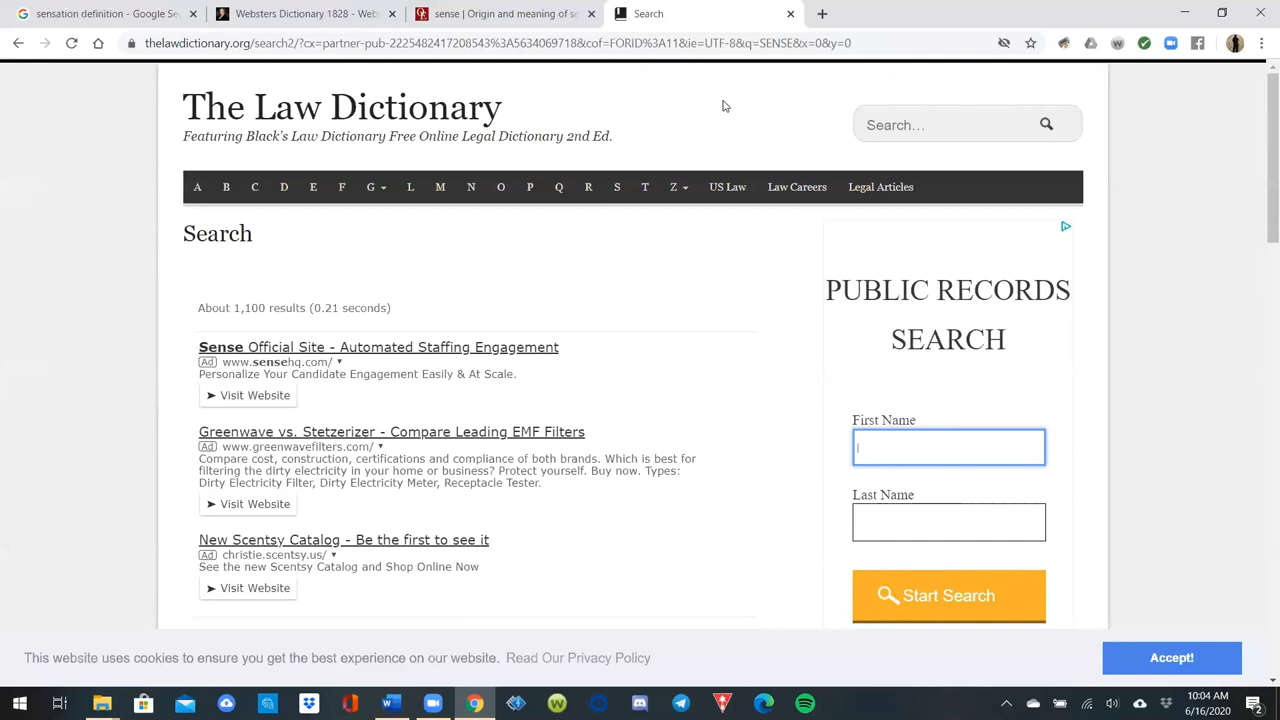 sensation definition - Google Se
Websters Dictionary 1828 - Web
sense | Origin and meaning of se
Search
thelawdictionary.org/search2/?cx=partner-pub-2225482417208543%3A5634069718&cof=FORID%3A11&ie=UTF-8&q=SENSE&x=0&y=0
The Law Dictionary
Featuring Black's Law Dictionary Free Online Legal Dictionary 2nd Ed.
Search...
A B C D E F G L M N O P Q R S T Z US Law Law Careers Legal Articles
Search
About 1,100 results (0.21 seconds)
Sense Official Site - Automated Staffing Engagement
Ad www.sensehq.com/
Personalize Your Candidate Engagement Easily & At Scale.
Visit Website
Greenwave vs. Stetzerizer - Compare Leading EMF Filters
Ad www.greenwavefilters.com/
Compare cost, construction, certifications and compliance of both brands. Which is best for
filtering the dirty electricity in your home or business? Protect yourself. Buy now. Types:
Dirty Electricity Filter, Dirty Electricity Meter, Receptacle Tester.
Visit Website
New Scentsy Catalog - Be the first to see it
Ad christie.scentsy.us/
See the new Scentsy Catalog and Shop Online Now
Visit Website
PUBLIC RECORDS
SEARCH
First Name
Last Name
Start Search
This website uses cookies to ensure you get the best experience on our website. Read Our Privacy Policy
Accept!
10:04 AM
6/16/2020
2